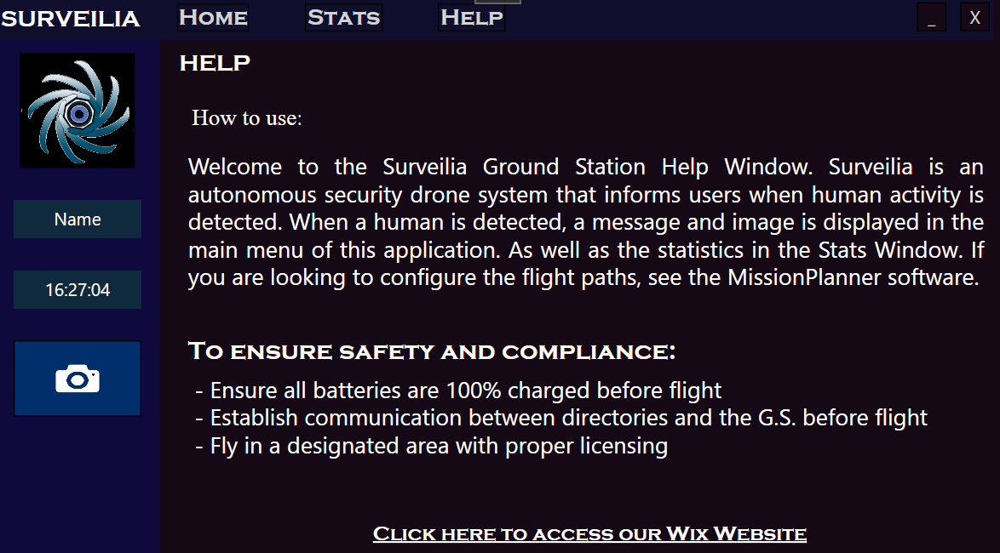 SURVEILIA
Home
Stats
Help
_
X
HELP
How to use:
Welcome to the Surveilia Ground Station Help Window. Surveilia is an
autonomous security drone system that informs users when human activity is
detected. When a human is detected, a message and image is displayed in the
main menu of this application. As well as the statistics in the Stats Window. If
you are looking to configure the flight paths, see the MissionPlanner software.
Name
16:27:04
To ensure safety and compliance:
- Ensure all batteries are 100% charged before flight
- Establish communication between directories and the G.S. before flight
- Fly in a designated area with proper licensing
Click here to access our Wix Website